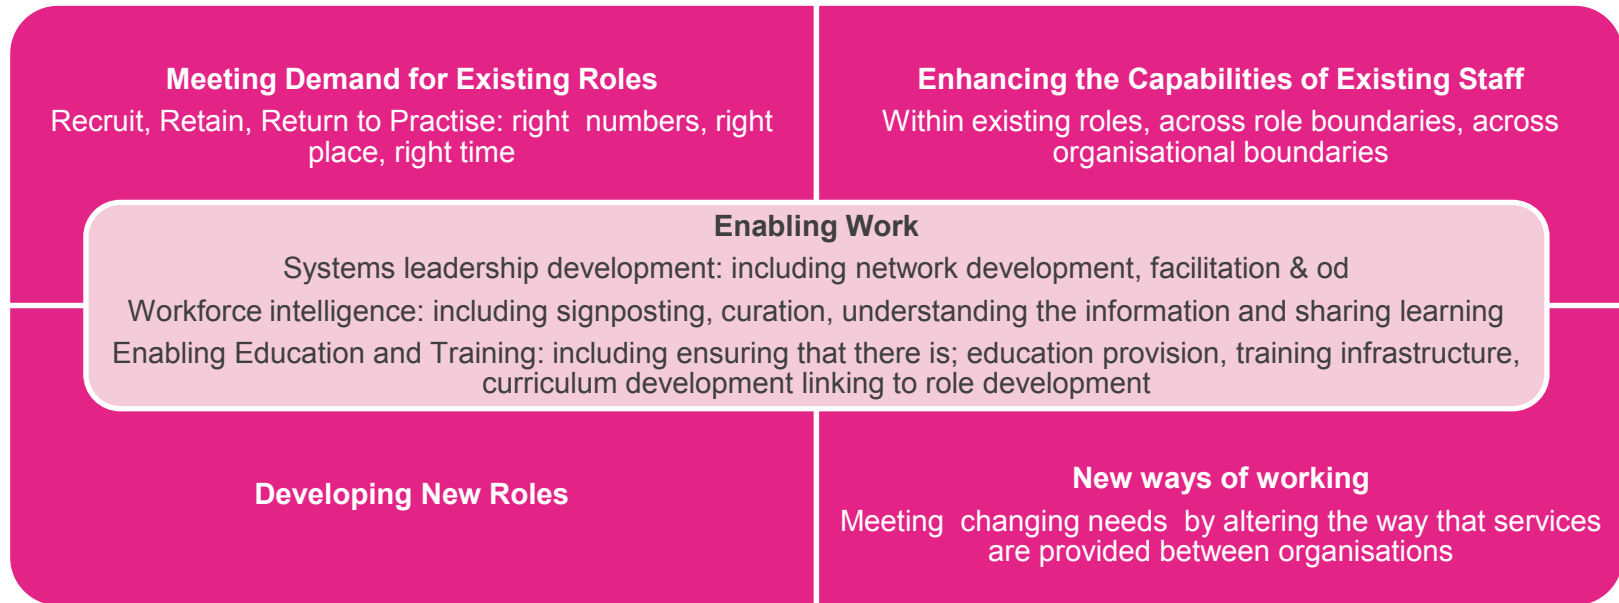 Meeting Demand for Existing Roles
Recruit, Retain, Return to Practise: right  numbers, right
place, right time
Enhancing the Capabilities of Existing Staff
Within existing roles, across role boundaries, across
organisational boundaries
Enabling Work
Systems leadership development: including network development, facilitation & od
Workforce intelligence: including signposting, curation, understanding the information and sharing learning
Enabling Education and Training: including ensuring that there is; education provision, training infrastructure,
curriculum development linking to role development
Developing New Roles
New ways of working
Meeting  changing needs  by altering the way that services
are provided between organisations